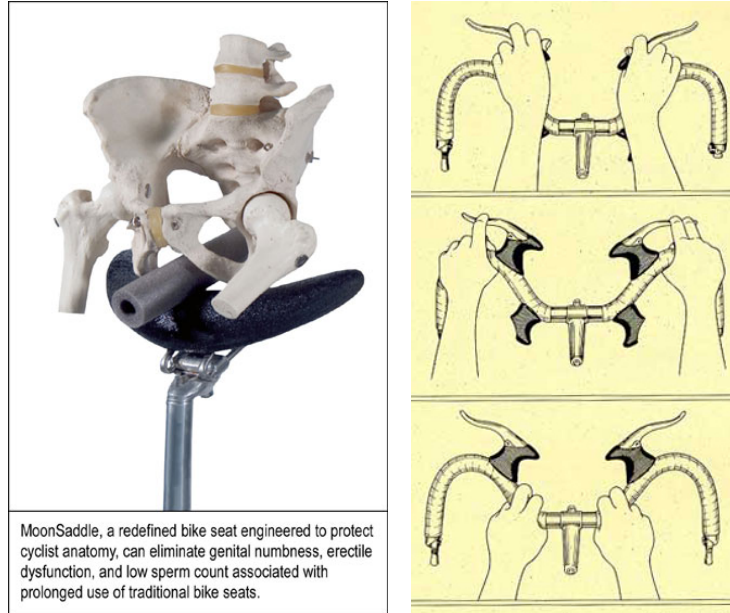 MoonSaddle, a redefined bike seat engineered to protect
cyclist anatomy, can eliminate genital numbness, erectile
dysfunction, and low sperm count associated with
prolonged use of traditional bike seats.